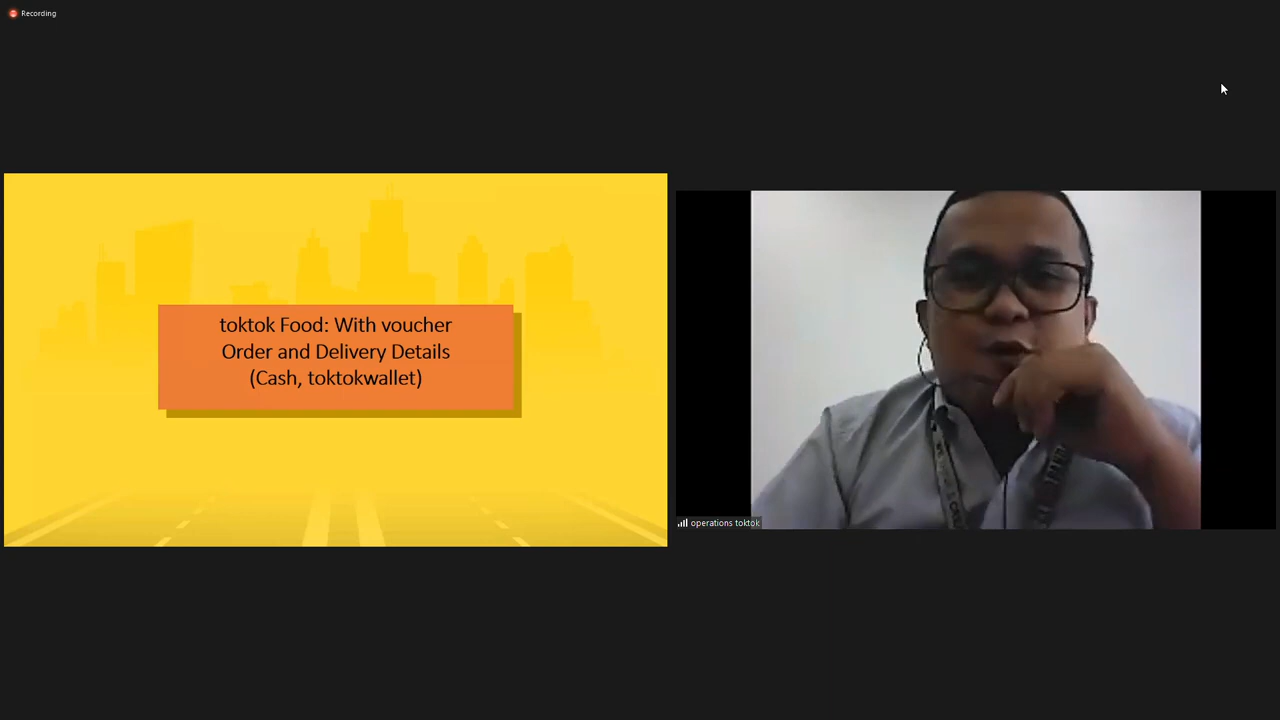 Recording
toktok Food: With voucher
Order and Delivery Details
(Cash, toktokwallet)
operations toktok